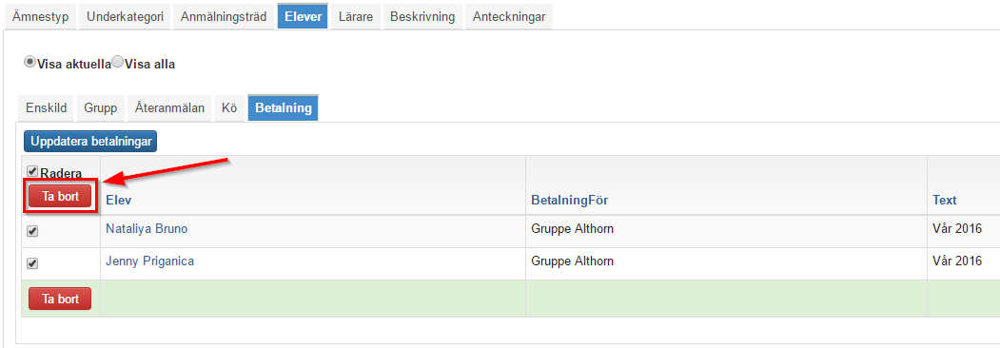 Ämnestyp Underkategori Anmälningsträd Elever Lärare Beskrivning Anteckningar
Visa aktuella Visa alla
Enskild Grupp Återanmälan Kö Betalning
Uppdatera betalningar
Radera
Ta bort Elev BetalningFör Text
Nataliya Bruno Gruppe Althorn Vår 2016
Jenny Priganica Gruppe Althorn Vår 2016
Ta bort